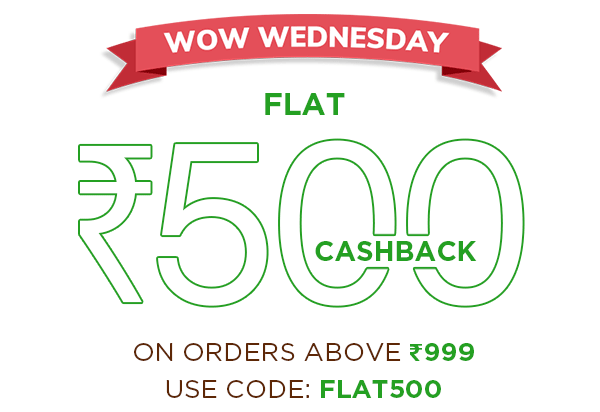 WOW WEDNESDAY
FLAT
₹500
CASHBACK
ON ORDERS ABOVE ₹999
USE CODE: FLAT500